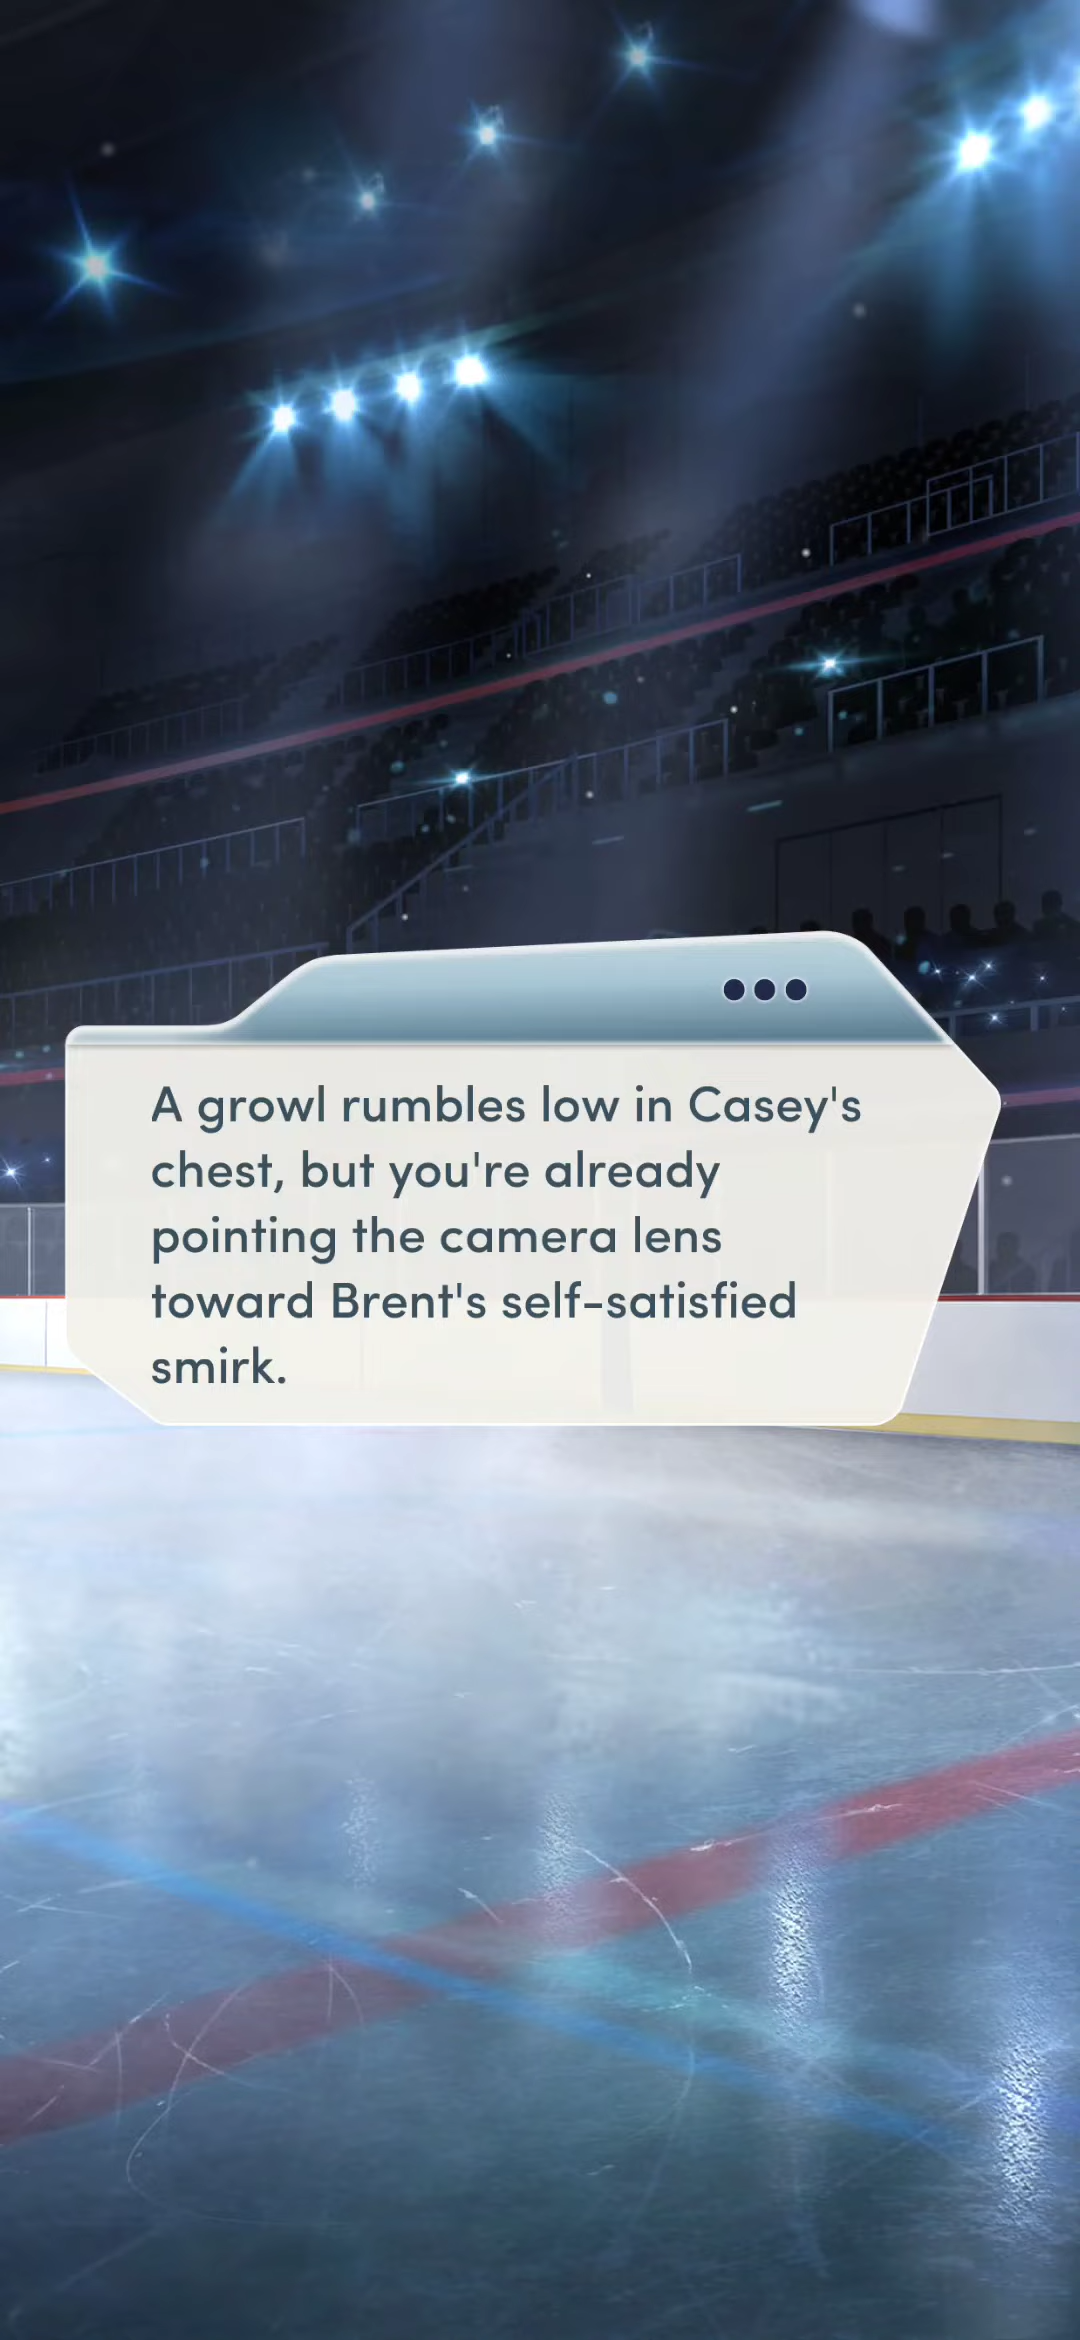 A growl rumbles low in Casey's
chest, but you're already
pointing the camera lens
toward Brent's self-satisfied
smirk.